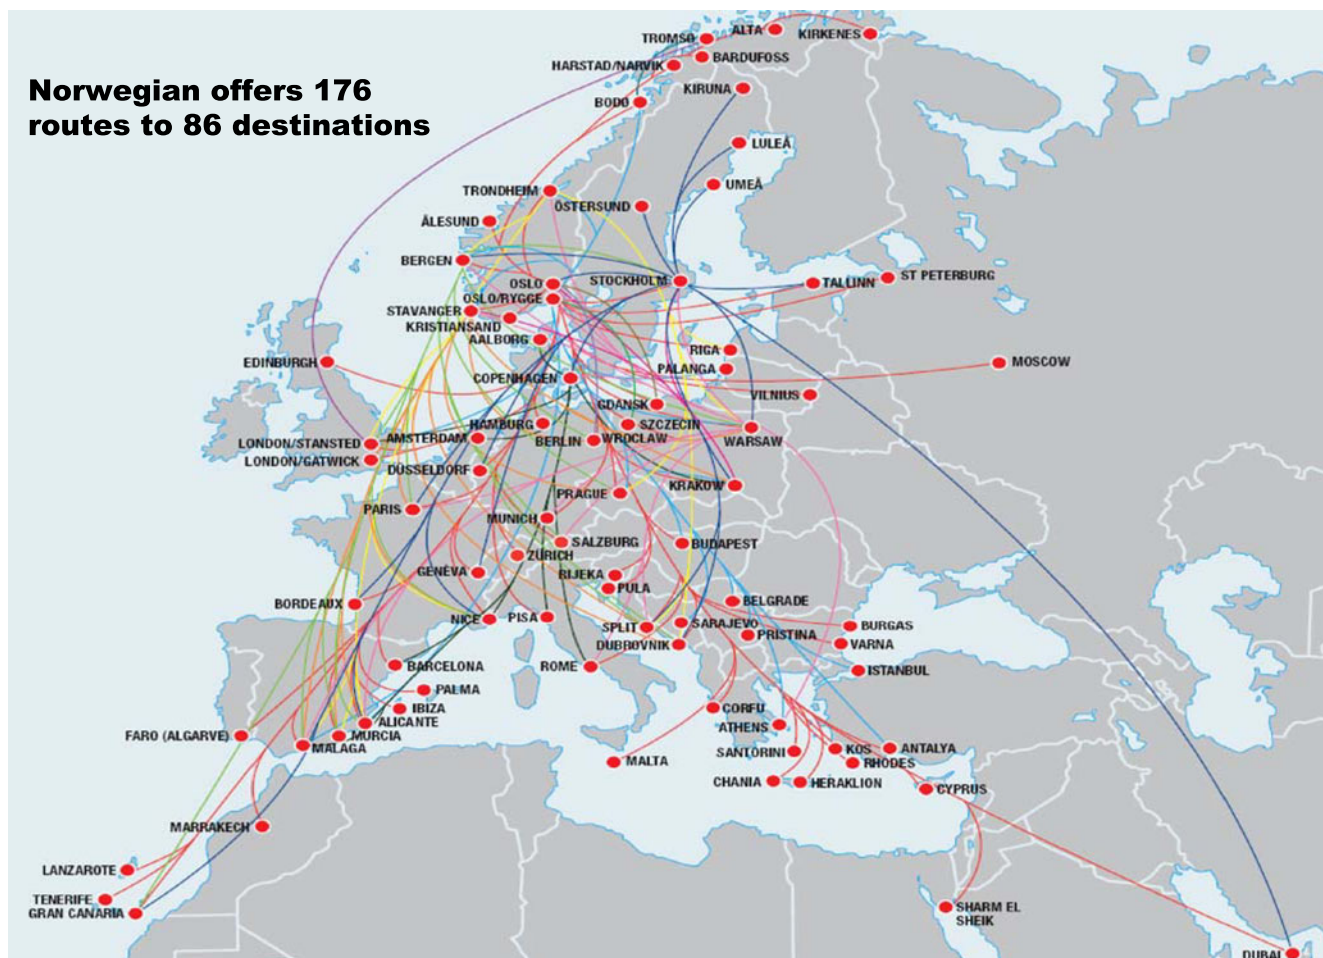 Norwegian offers 176
routes to 86 destinations
TROMSØ
ALTA
KIRKENES
HARSTAD/NARVIK
BARDUFOSS
KIRUNA
BODØ
LULEÅ
UMEÅ
TRONDHEIM
ÖSTERSUND
ÅLESUND
BERGEN
OSLO
STOCKHOLM
TALLINN
ST PETERBURG
OSLO/RYGGE
STAVANGER
KRISTIANSAND
AALBORG
RIGA
EDINBURGH
PALANGA
MOSCOW
COPENHAGEN
VILNIUS
GDANSK
HAMBURG
SZCZECIN
LONDON/STANSTED
AMSTERDAM
BERLIN
WROCLAW
WARSAW
LONDON/GATWICK
DÜSSELDORF
PRAGUE
KRAKOW
PARIS
MUNICH
SALZBURG
BUDAPEST
ZÜRICH
GENÈVA
RIJEKA
PULA
BORDEAUX
BELGRADE
NICE
PISA
SPLIT
SARAJEVO
BURGAS
PRISTINA
DUBROVNIK
VARNA
BARCELONA
ROME
ISTANBUL
PALMA
IBIZA
CORFU
ALICANTE
ATHENS
FARO (ALGARVE)
MURCIA
MALAGA
SANTORINI
KOS
ANTALYA
MALTA
RHODES
CHANIA
HERAKLION
CYPRUS
MARRAKECH
LANZAROTE
TENERIFE
GRAN CANARIA
SHARM EL
SHEIK
DUBAI